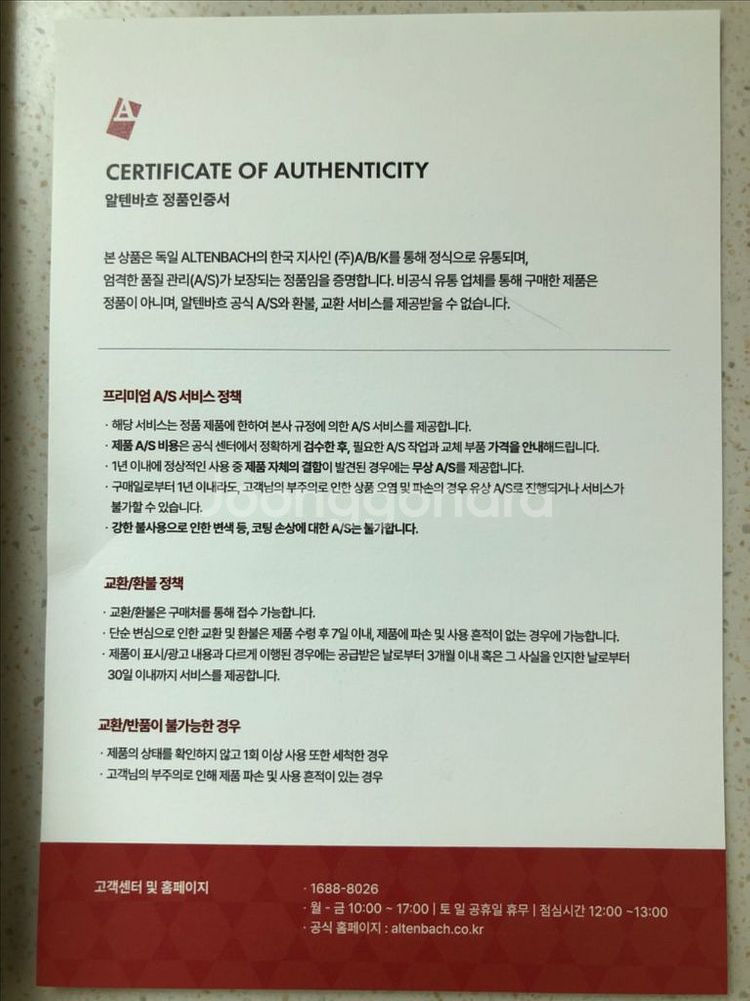 A
CERTIFICATE OF AUTHENTICITY
알텐바흐 정품인증서
본 상품은 독일 ALTENBACH의 한국 지사인 (주)A/B/K를 통해 정식으로 유통되며,
엄격한 품질 관리(A/S)가 보장되는 정품임을 증명합니다. 비공식 유통 업체를 통해 구매한 제품은
정품이 아니며, 알텐바흐 공식 A/S와 환불, 교환 서비스를 제공받을 수 없습니다.
프리미엄 A/S 서비스 정책
· 해당 서비스는 정품 제품에 한하여 본사 규정에 의한 A/S 서비스를 제공합니다.
· 제품 A/S 비용은 공식 센터에서 정확하게 검수한 후, 필요한 A/S 작업과 교체 부품 가격을 안내해드립니다.
· 1년 이내에 정상적인 사용 중 제품 자체의 결함이 발견된 경우에는 무상 A/S를 제공합니다.
· 구매일로부터 1년 이내라도, 고객님의 부주의로 인한 상품 오염 및 파손의 경우 유상 A/S로 진행되거나 서비스가
불가할 수 있습니다.
Joonggonara
· 강한 불사용으로 인한 변색 등, 코팅 손상에 대한 A/S는 불가합니다.
교환/환불 정책
· 교환/환불은 구매처를 통해 접수 가능합니다.
· 단순 변심으로 인한 교환 및 환불은 제품 수령 후 7일 이내, 제품에 파손 및 사용 흔적이 없는 경우에 가능합니다.
· 제품이 표시/광고 내용과 다르게 이행된 경우에는 공급받은 날로부터 3개월 이내 혹은 그 사실을 인지한 날로부터
30일 이내까지 서비스를 제공합니다.
교환/반품이 불가능한 경우
· 제품의 상태를 확인하지 않고 1회 이상 사용 또한 세척한 경우
· 고객님의 부주의로 인해 제품 파손 및 사용 흔적이 있는 경우
고객센터 및 홈페이지
· 1688-8026
· 월 - 금 10:00 ~ 17:00 | 토 일 공휴일 휴무 | 점심시간 12:00 ~13:00
· 공식 홈페이지 : altenbach.co.kr